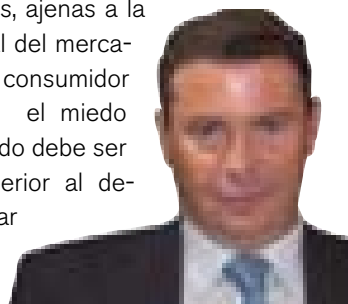 s, ajenas a la
l del merca-
consumidor
el miedo
do debe ser
erior al de-
ar